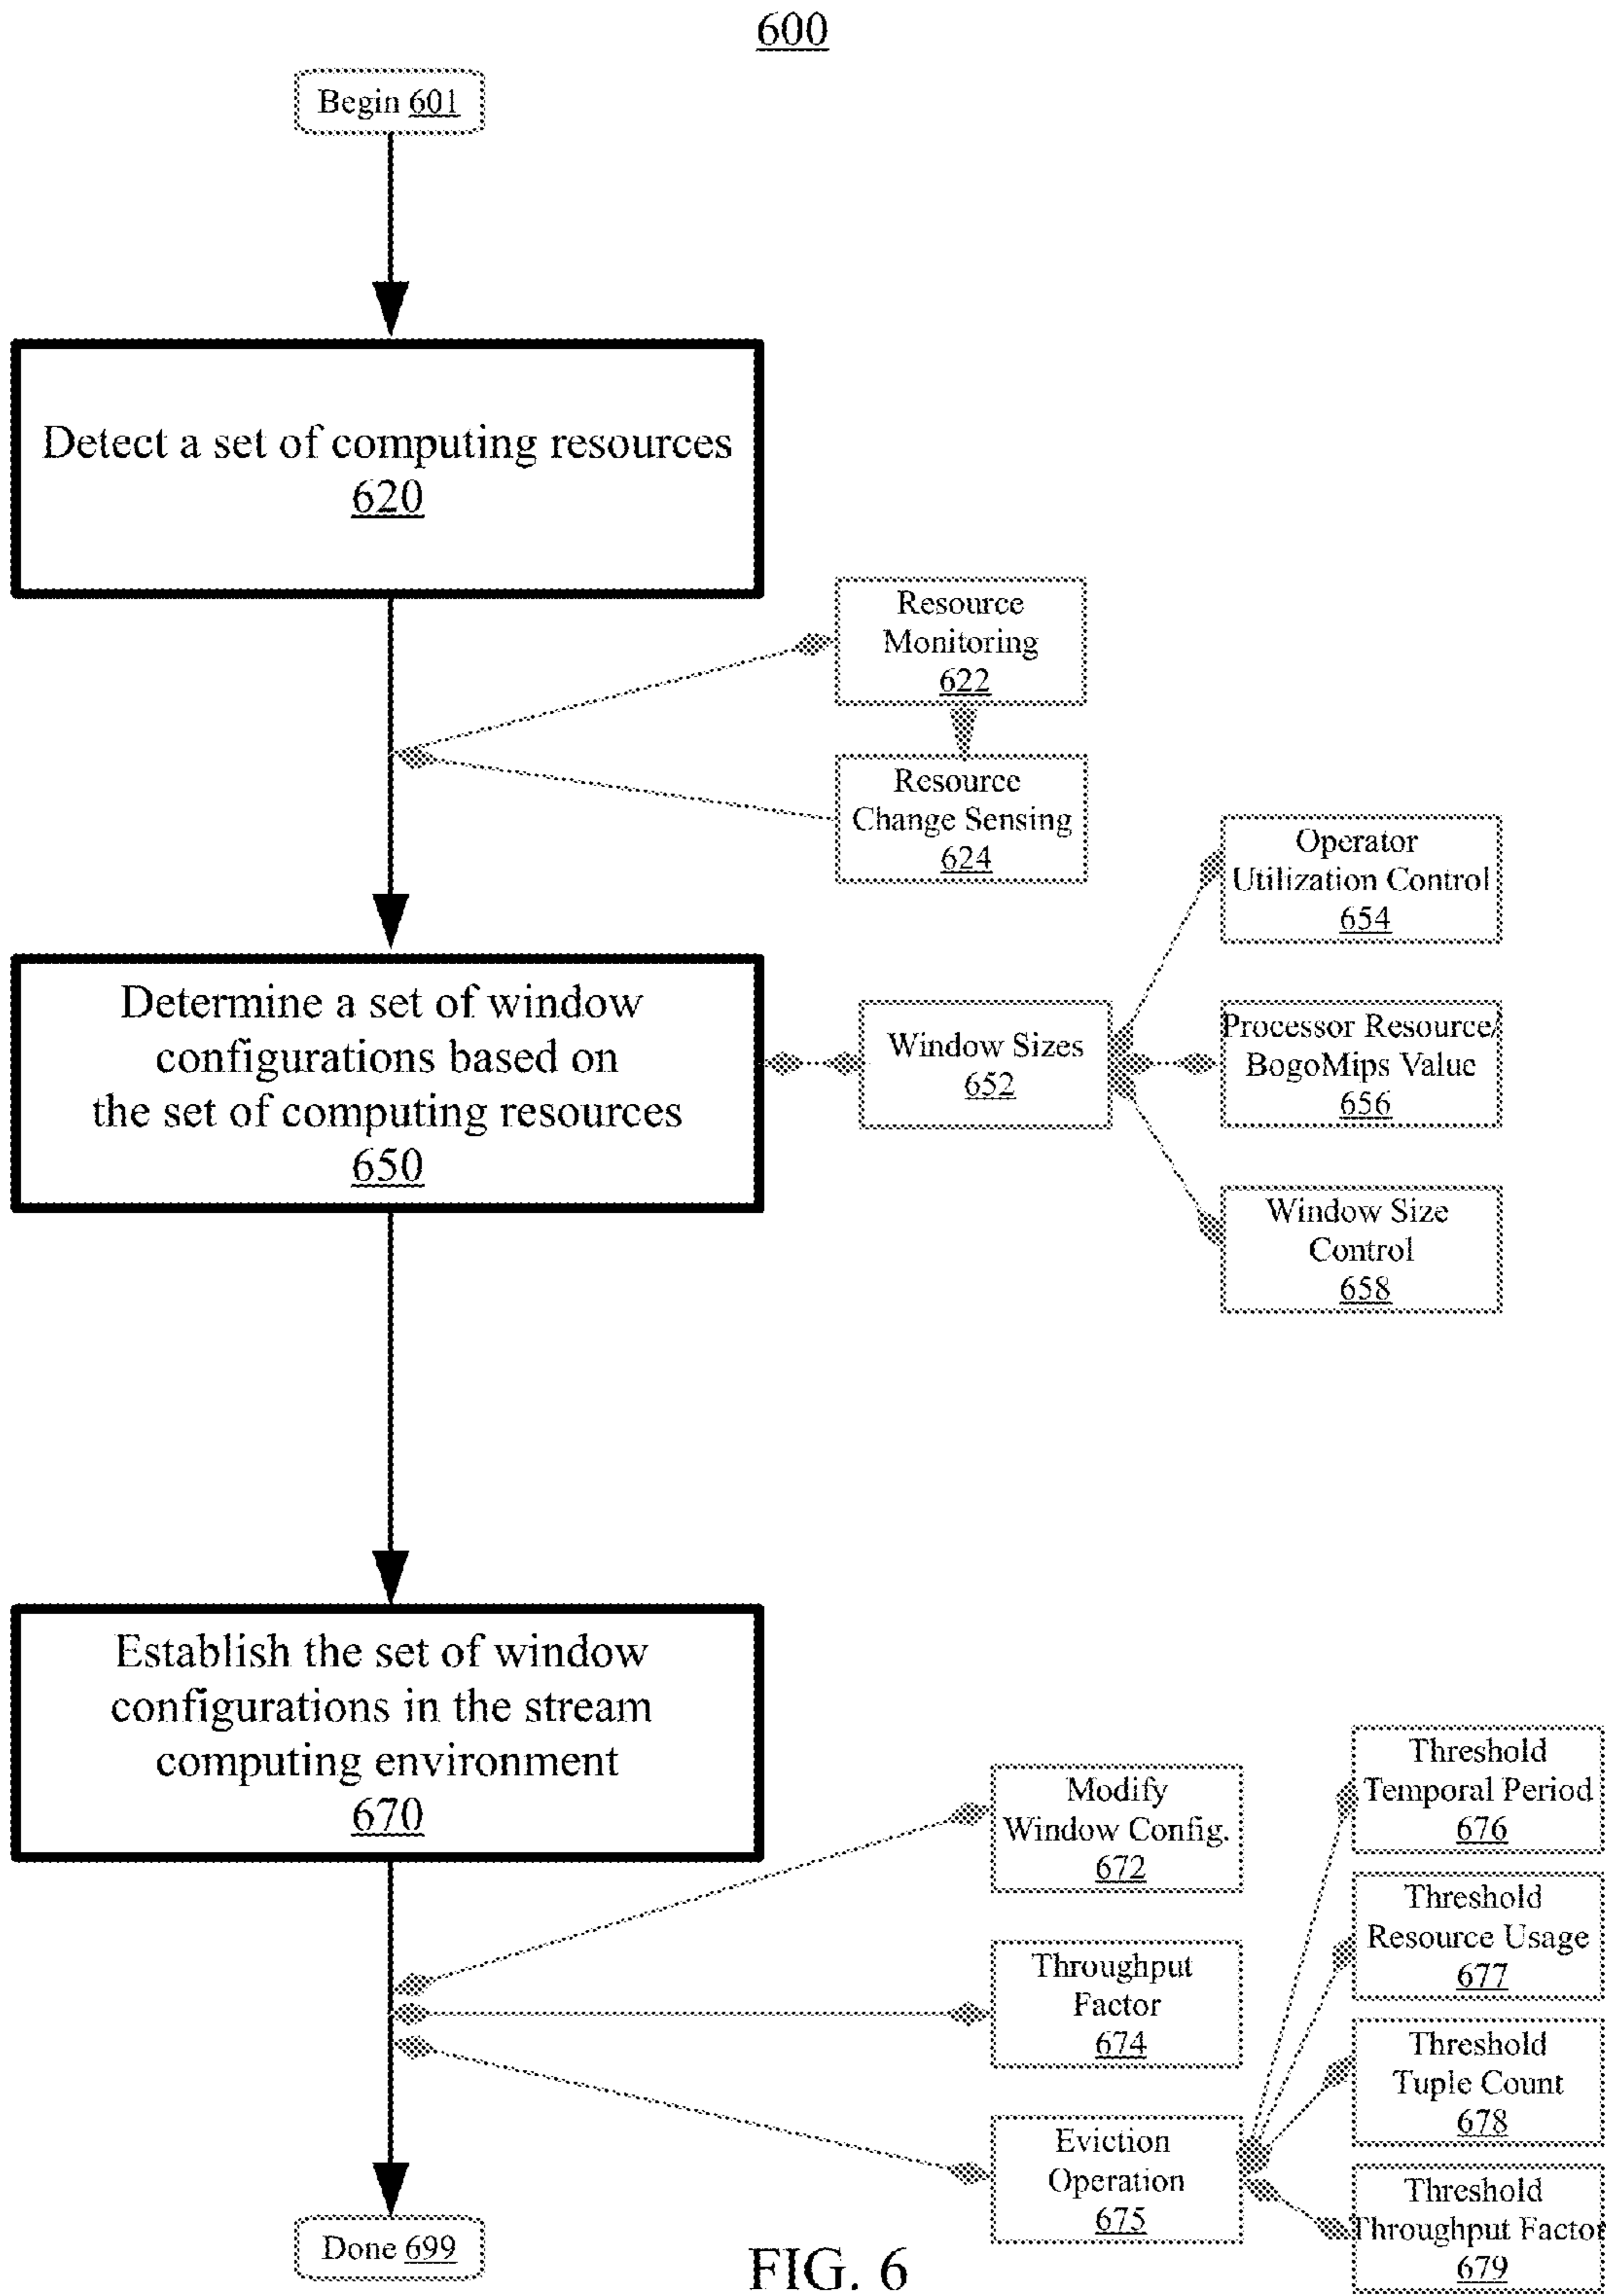 600
Begin 601
Detect a set of computing resources
620
Resource
Monitoring
622
Resource
Change Sensing
624
Operator
Utilization Control
654
Determine a set of window
configurations based on
the set of computing resources
650
Window Sizes
652
Processor Resource/
BogoMips Value
656
Window Size
Control
658
Establish the set of window
configurations in the stream
computing environment
670
Modify
Window Config.
672
Throughput
Factor
674
Eviction
Operation
675
Threshold
Temporal Period
676
Threshold
Resource Usage
677
Threshold
Tuple Count
678
Threshold
Throughput Factor
679
Done 699
FIG. 6